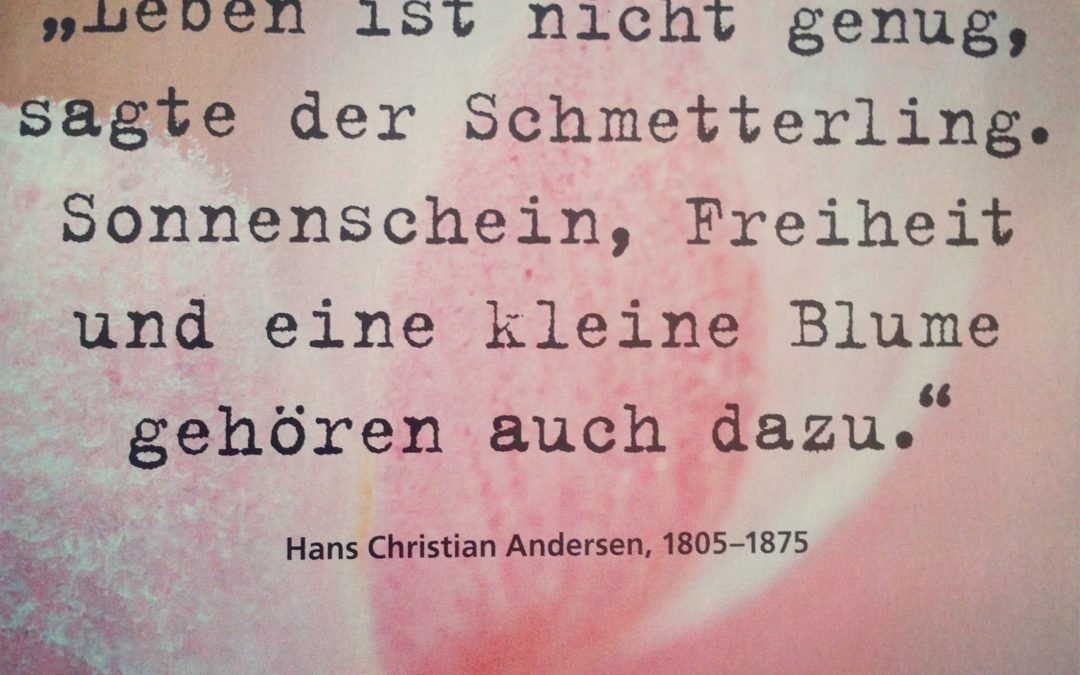 „Leben ist nicht genug,
sagte der Schmetterling.
Sonnenschein, Freiheit
und eine kleine Blume
gehören auch dazu.“
Hans Christian Andersen, 1805–1875